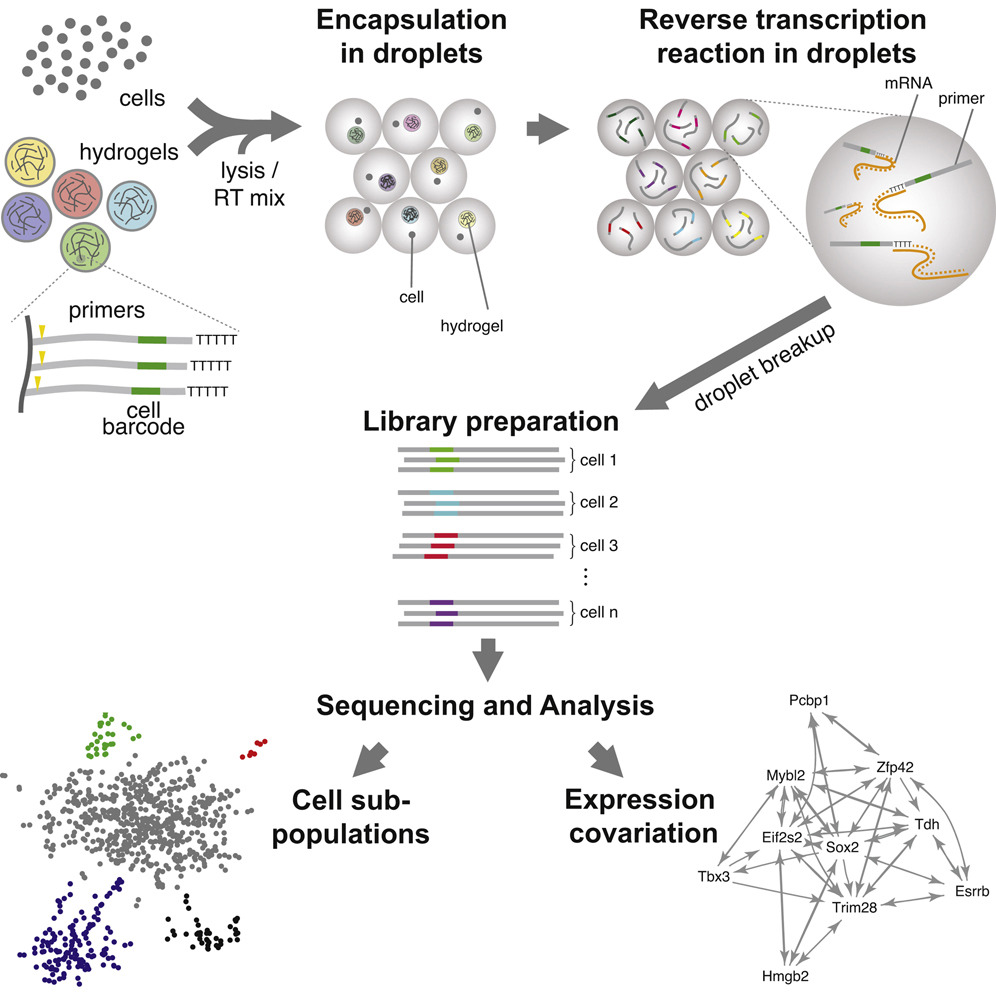 Encapsulation
in droplets
Reverse transcription
reaction in droplets
cells
hydrogels
lysis /
RT mix
mRNA
primer
TTTT
TTTT
cell
hydrogel
primers
TTTTT
TTTTT
TTTTT
cell
barcode
droplet breakup
Library preparation
cell 1
cell 2
cell 3
cell n
Sequencing and Analysis
Cell sub-
populations
Expression
covariation
Pcbp1
Mybl2
Zfp42
Eif2s2
Sox2
Tdh
Tbx3
Esrrb
Trim28
Hmgb2